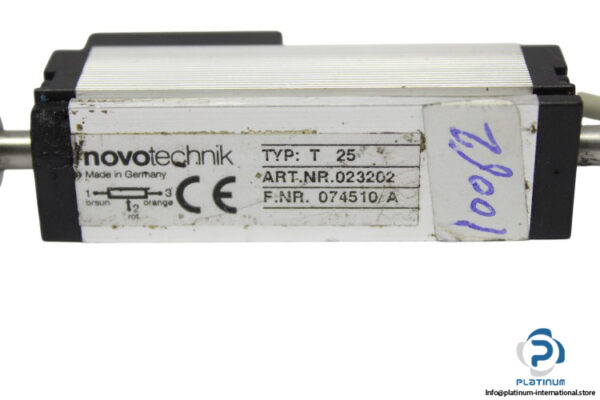 novotechnik
Made in Germany
1 3
braun 2 orange
rot
CE
TYP: T 25
ART.NR.023202
F.NR. 074510/A
10062
PLATINUM
Info@platinum-international.store